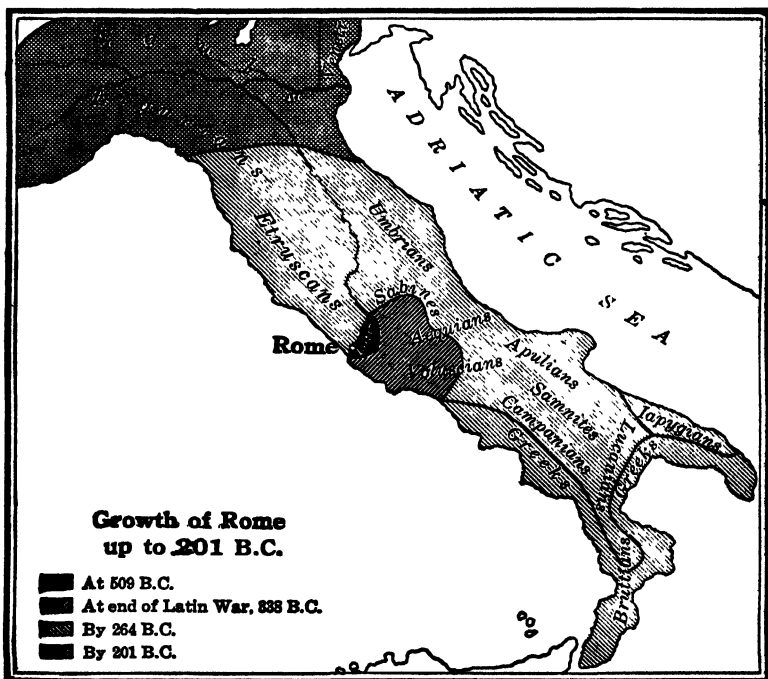 ADRIATIC SEA
Etruscans
Umbrians
Sabines
Rome
Aequians
Volscians
Apulians
Samnites
Campanians
Greeks
Iapygians
Lucanians
Greeks
Bruttians
Growth of Rome
up to 201 B.C.
At 509 B.C.
At end of Latin War, 338 B.C.
By 264 B.C.
By 201 B.C.